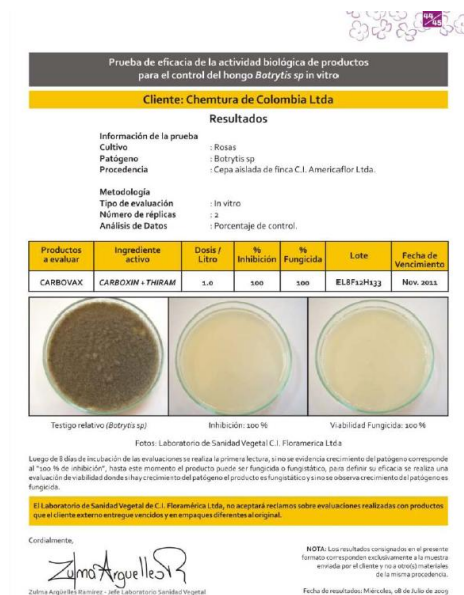 44
45
Prueba de eficacia de la actividad biológica de productos
para el control del hongo Botrytis sp in vitro
Cliente: Chemtura de Colombia Ltda
Resultados
Información de la prueba
Cultivo : Rosas
Patógeno : Botrytis sp
Procedencia : Cepa aislada de finca C.I. Americaflor Ltda.
Metodología
Tipo de evaluación : In vitro
Número de réplicas : 2
Análisis de Datos : Porcentaje de control.
Productos a evaluar Ingrediente activo Dosis / Litro % Inhibición % Fungicida Lote Fecha de Vencimiento
CARBOVAX CARBOXIN + THIRAM 1.0 100 100 EL8F12H133 Nov. 2011
Testigo relativo (Botrytis sp) Inhibición: 100 % Viabilidad Fungicida: 100 %
Fotos: Laboratorio de Sanidad Vegetal C.I. Floramerica Ltda
Luego de 8 días de incubación de las evaluaciones se realiza la primera lectura, si no se evidencia crecimiento del patógeno corresponde
al "100 % de inhibición", hasta este momento el producto puede ser fungicida o fungistático, para definir su eficacia se realiza una
evaluación de viabilidad donde si hay crecimiento del patógeno el producto es fungistático y si no se observa crecimiento del patógeno es
fungicida.
El Laboratorio de Sanidad Vegetal de C.I. Floramérica Ltda, no aceptará reclamos sobre evaluaciones realizadas con productos
que el cliente externo entregue vencidos y en empaques diferentes al original.
Cordialmente,
Zulma Arguelles R
Zulma Argüelles Ramírez - Jefe Laboratorio Sanidad Vegetal
NOTA: Los resultados consignados en el presente
formato corresponden exclusivamente a la muestra
enviada por el cliente y no a otro(s) materiales
de la misma procedencia.
Fecha de resultados: Miércoles, 08 de Julio de 2009